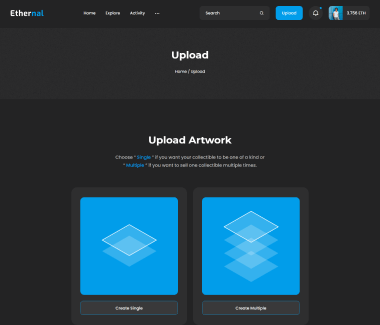 Ethernal
Home Explore Activity ...
Search
Upload
3.756 ETH
Upload
Home / Upload
Upload Artwork
Choose " Single " if you want your collectible to be one of a kind or
" Multiple " if you want to sell one collectible multiple times.
Create Single
Create Multiple